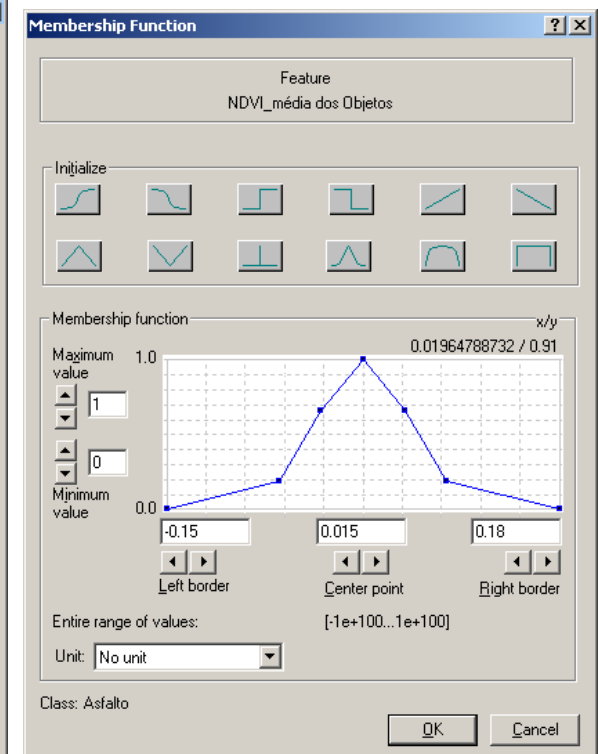 Membership Function
Feature
NDVI_média dos Objetos
Initialize
Membership function
x/y
0.01964788732 / 0.91
Maximum
value
1.0
1
0
Minimum
value
0.0
-0.15 0.015 0.18
Left border Center point Right border
Entire range of values: [-1e+100...1e+100]
Unit: No unit
Class: Asfalto
OK Cancel